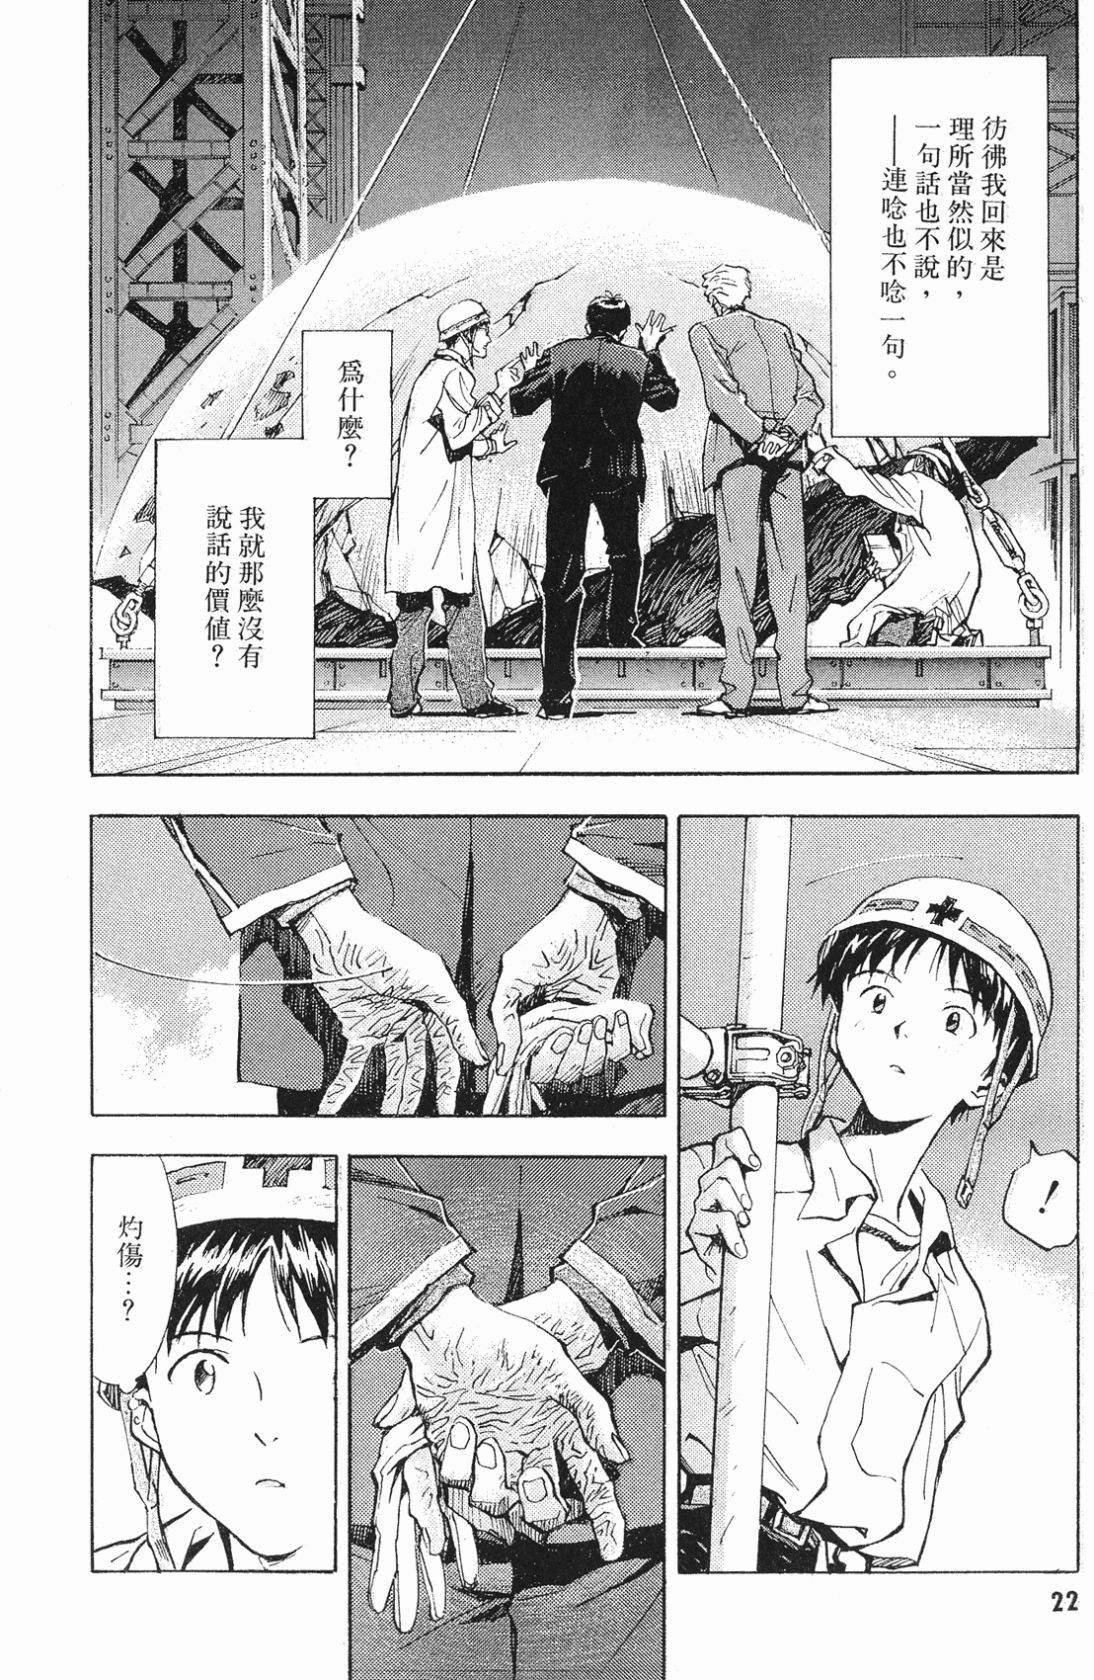 彷彿我回來是
理所當然似的，
一句話也不說，
——連唸也不唸一句。
為什麼？
我就那麼沒有
說話的價值？
！
灼傷…？
22